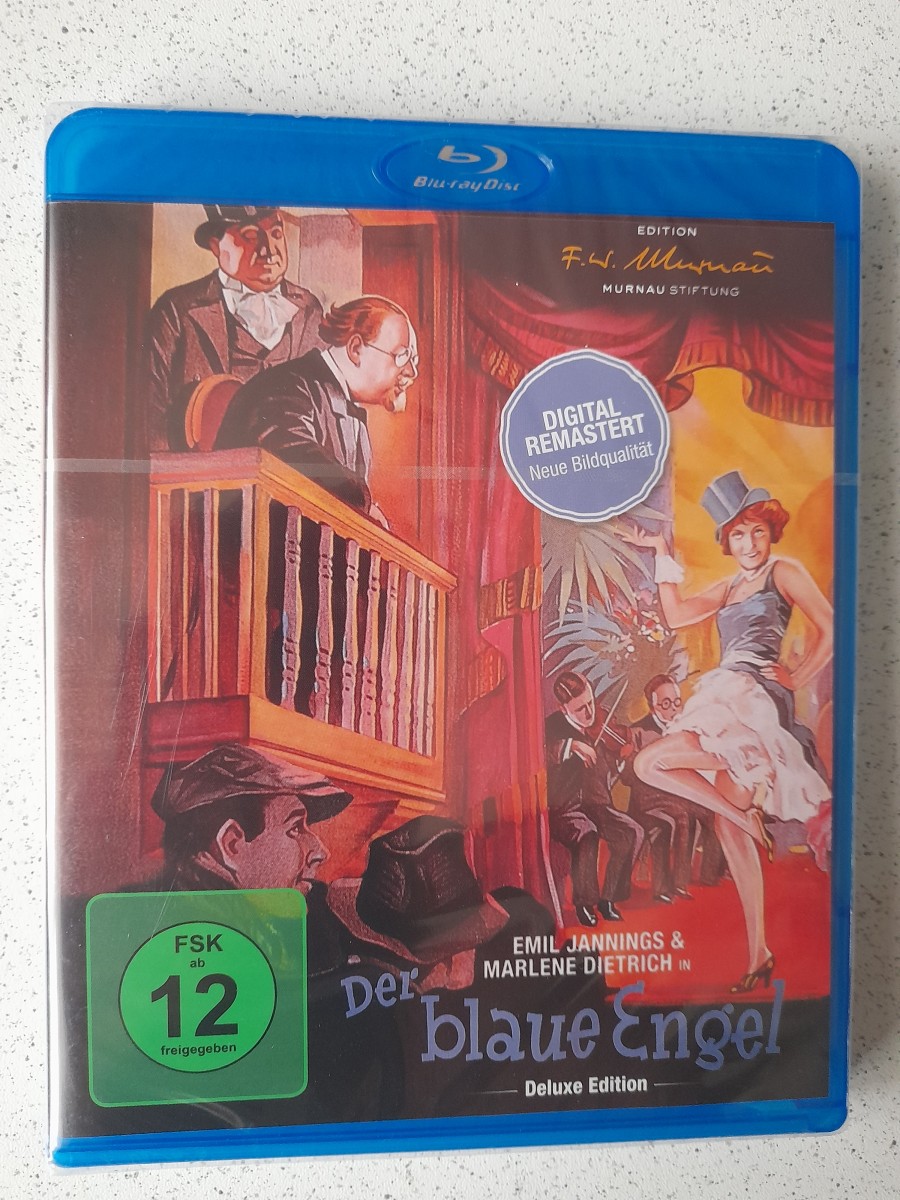 Blu-ray Disc
EDITION
F.W. Murnau
MURNAU STIFTUNG
DIGITAL
REMASTERT
Neue Bildqualität
FSK
ab
12
freigegeben
EMIL JANNINGS &
MARLENE DIETRICH IN
Der
blaue Engel
Deluxe Edition